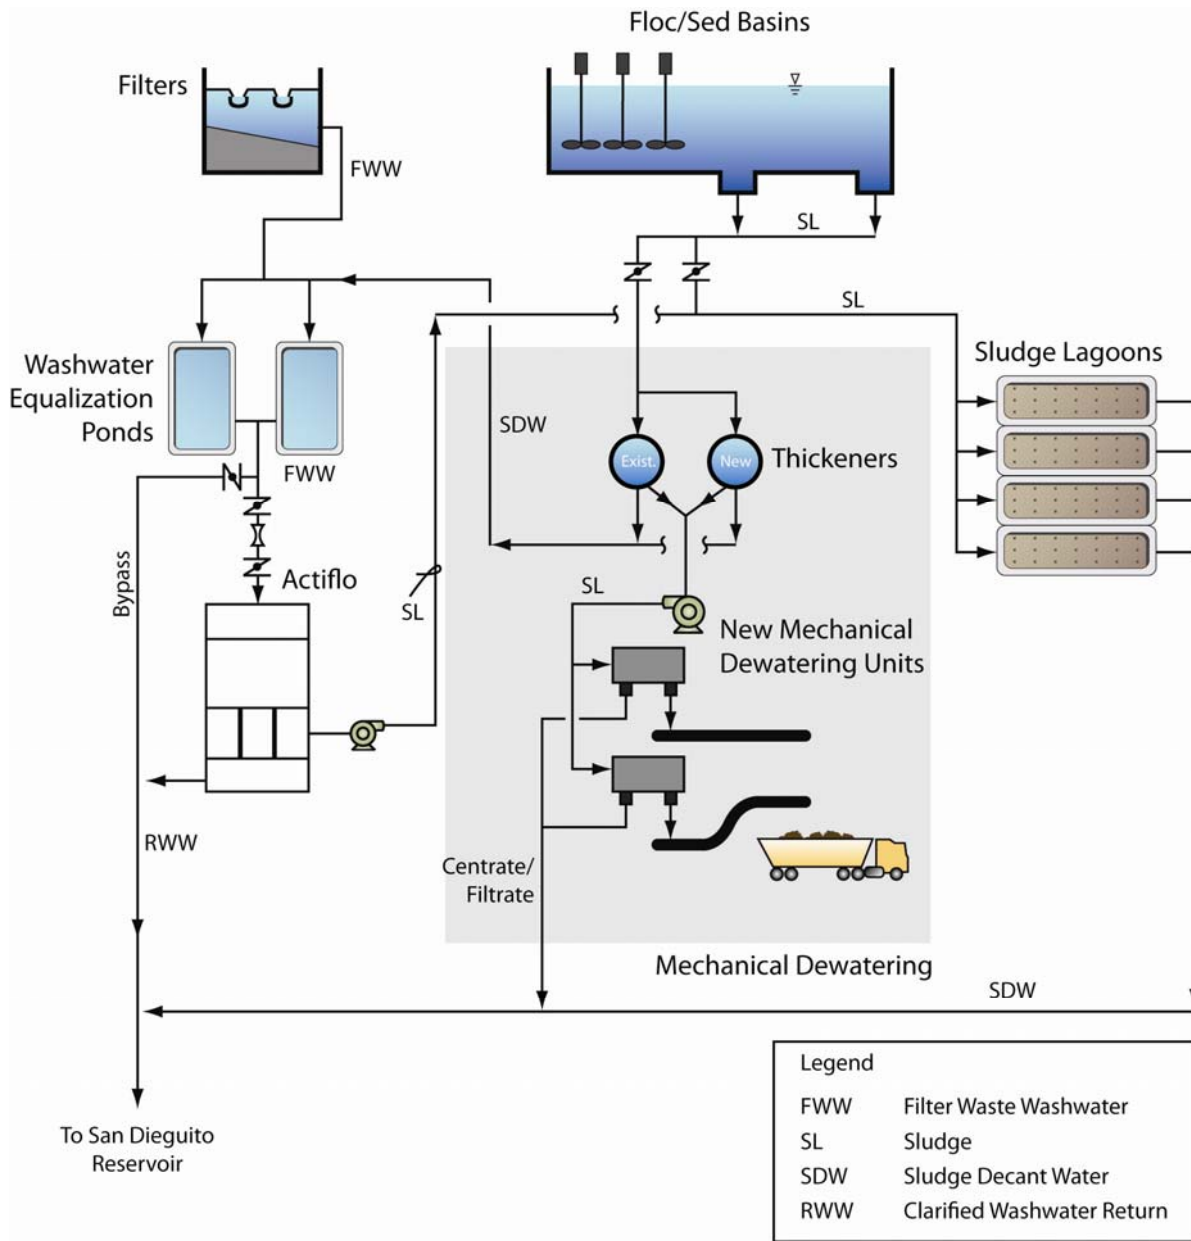 Floc/Sed Basins
Filters
FWW
SL
SL
Washwater
Equalization
Ponds
Sludge Lagoons
SDW
Exist.
New
Thickeners
FWW
Bypass
Actiflo
SL
SL
New Mechanical
Dewatering Units
RWW
Centrate/
Filtrate
Mechanical Dewatering
SDW
To San Dieguito
Reservoir
Legend
FWW Filter Waste Washwater
SL Sludge
SDW Sludge Decant Water
RWW Clarified Washwater Return